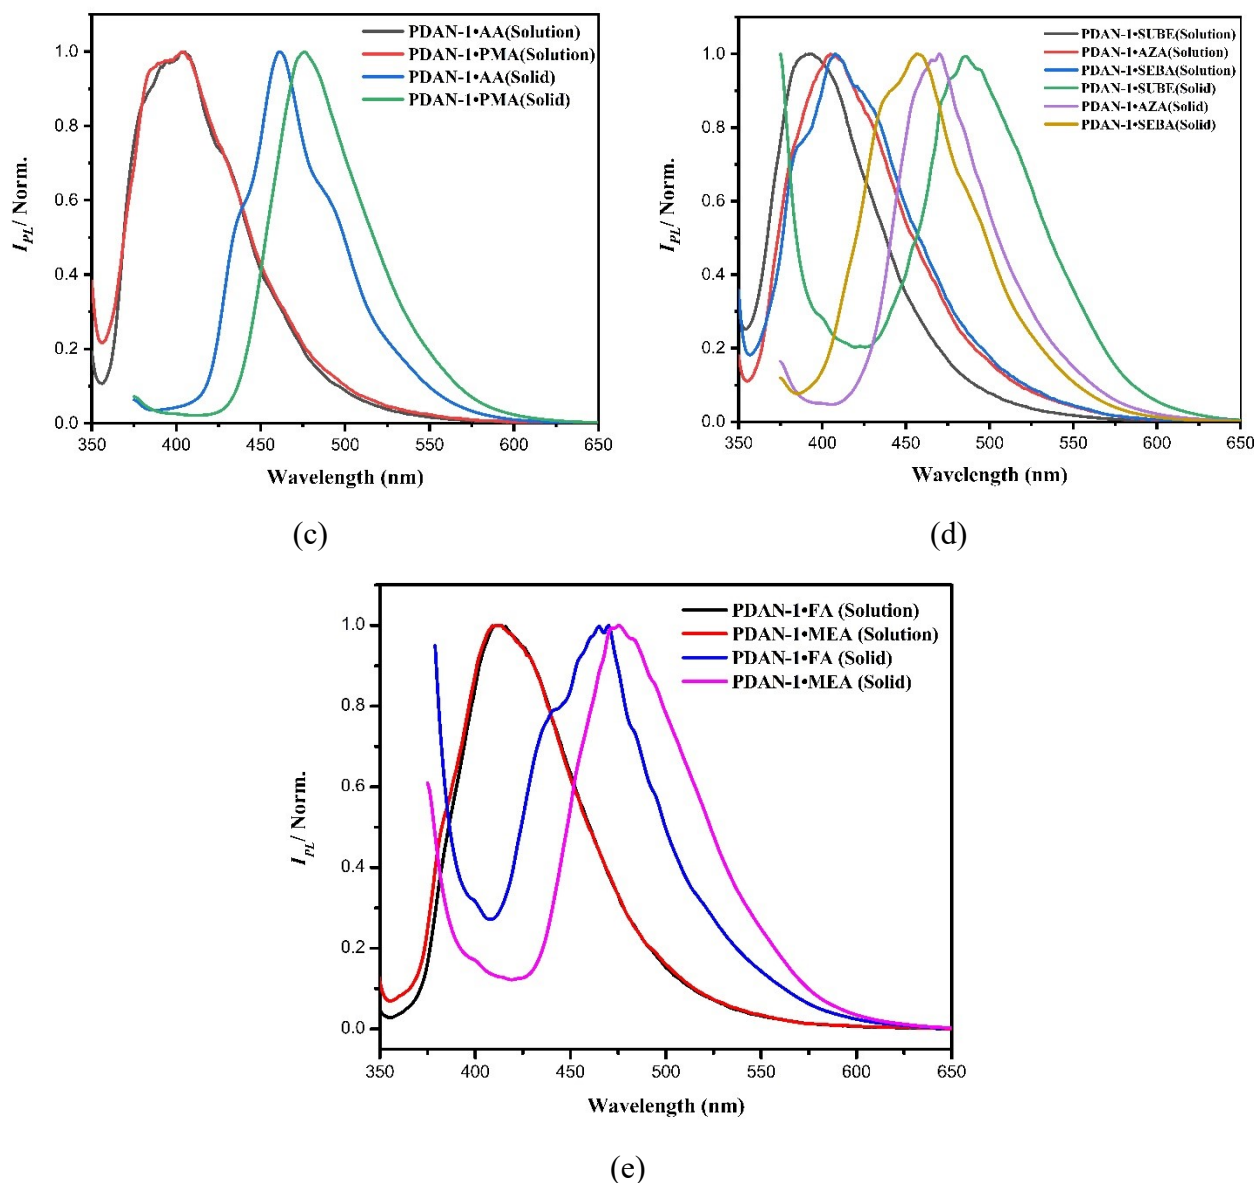 PDAN-1•AA(Solution)
PDAN-1•PMA(Solution)
PDAN-1•AA(Solid)
PDAN-1•PMA(Solid)
1.0
0.8
0.6
0.4
0.2
0.0
I_PL/ Norm.
350 400 450 500 550 600 650
Wavelength (nm)
(c)
PDAN-1•SUBE(Solution)
PDAN-1•AZA(Solution)
PDAN-1•SEBA(Solution)
PDAN-1•SUBE(Solid)
PDAN-1•AZA(Solid)
PDAN-1•SEBA(Solid)
1.0
0.8
0.6
0.4
0.2
0.0
I_PL/ Norm.
350 400 450 500 550 600 650
Wavelength (nm)
(d)
PDAN-1•FA (Solution)
PDAN-1•MEA (Solution)
PDAN-1•FA (Solid)
PDAN-1•MEA (Solid)
1.0
0.8
0.6
0.4
0.2
0.0
I_PL/ Norm.
350 400 450 500 550 600 650
Wavelength (nm)
(e)